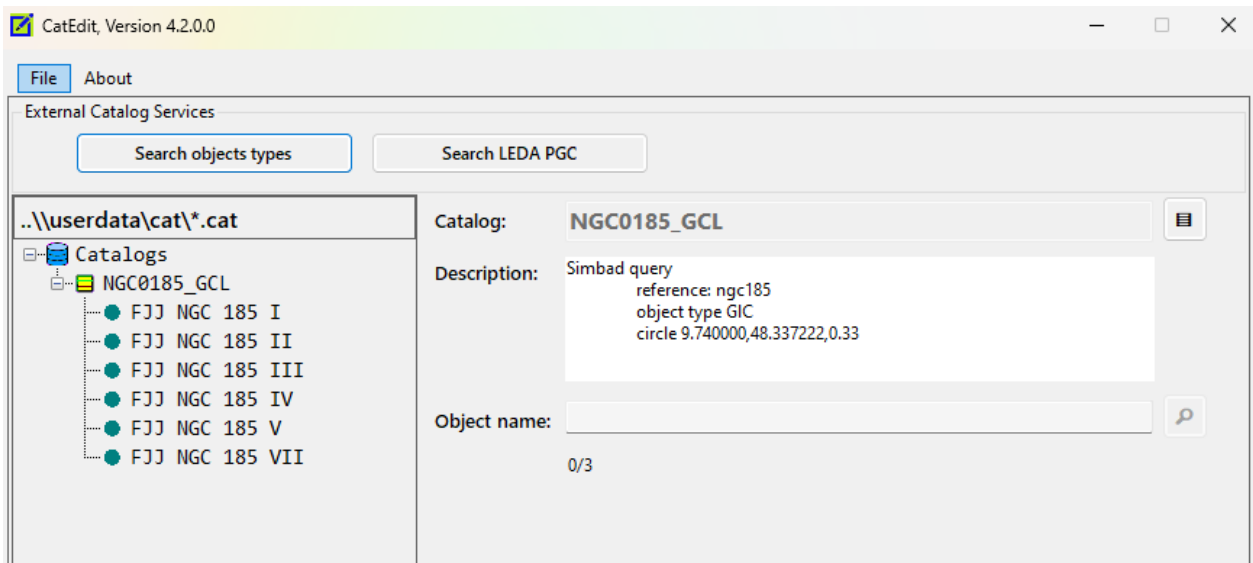 CatEdit, Version 4.2.0.0
File About
External Catalog Services
Search objects types Search LEDA PGC
..\\userdata\cat\*.cat
Catalogs
NGC0185_GCL
FJJ NGC 185 I
FJJ NGC 185 II
FJJ NGC 185 III
FJJ NGC 185 IV
FJJ NGC 185 V
FJJ NGC 185 VII
Catalog: NGC0185_GCL
Description: Simbad query
reference: ngc185
object type GlC
circle 9.740000,48.337222,0.33
Object name:
0/3